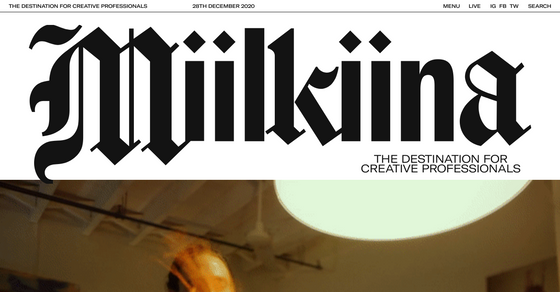 THE DESTINATION FOR CREATIVE PROFESSIONALS 28TH DECEMBER 2020 MENU LIVE IG FB TW SEARCH
Miilkiina
THE DESTINATION FOR
CREATIVE PROFESSIONALS